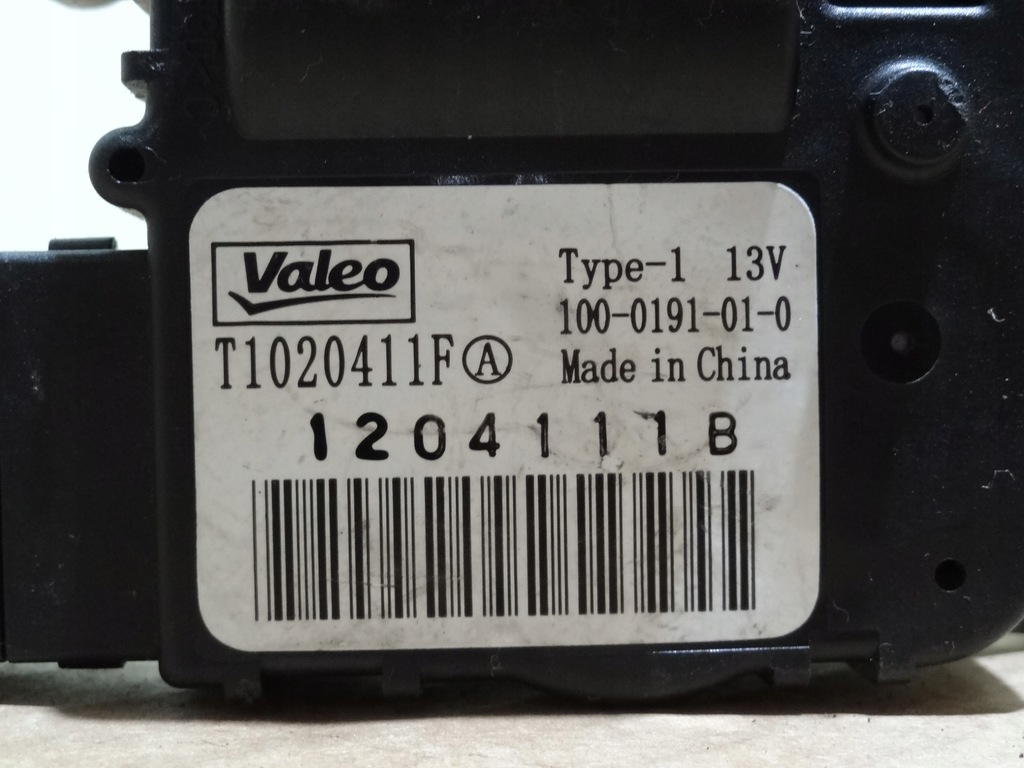 Valeo
Type-1 13V
100-0191-01-0
T1020411F Ⓐ
Made in China
1204111B